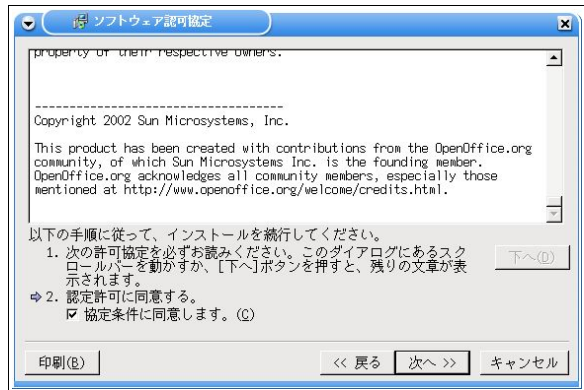 ソフトウェア認可協定
property of their respective owners.
------------------------------------
Copyright 2002 Sun Microsystems, Inc.
This product has been created with contributions from the OpenOffice.org
community, of which Sun Microsystems Inc. is the founding member.
OpenOffice.org acknowledges all community members, especially those
mentioned at http://www.openoffice.org/welcome/credits.html.
以下の手順に従って、インストールを続行してください。
1. 次の許可協定を必ずお読みください。このダイアログにあるスク
ロールバーを動かすか、[下へ]ボタンを押すと、残りの文章が表
示されます。
下へ(D)
⇨ 2. 認定許可に同意する。
協定条件に同意します。(C)
印刷(B)
<< 戻る
次へ >>
キャンセル